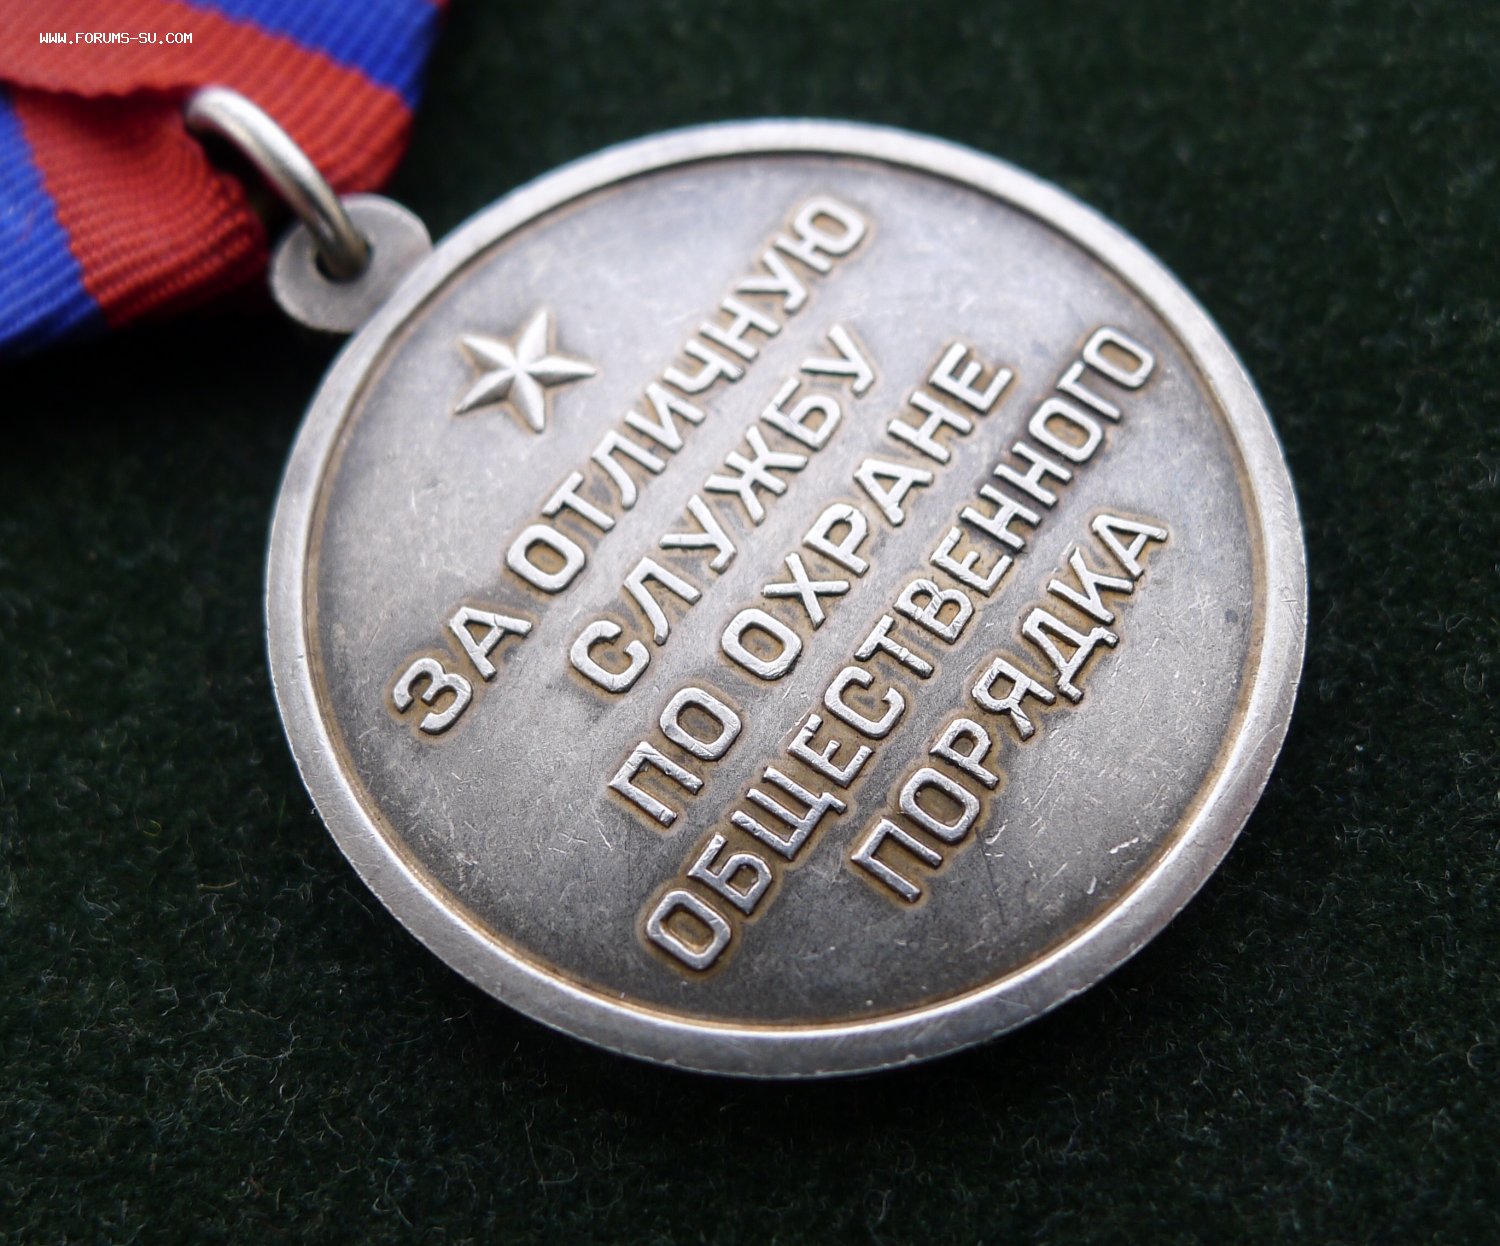 WWW.FORUMS-SU.COM
ЗА ОТЛИЧНУЮ
СЛУЖБУ
ПО ОХРАНЕ
ОБЩЕСТВЕННОГО
ПОРЯДКА